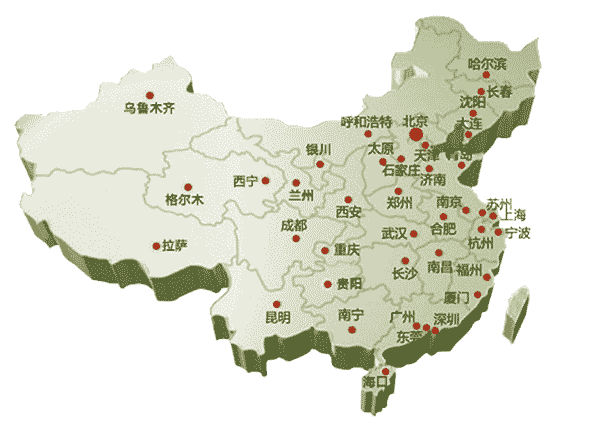 哈尔滨
长春
乌鲁木齐
沈阳
呼和浩特
北京
大连
太原
银川
天津
青岛
石家庄
西宁
兰州
济南
格尔木
郑州
西安
南京
苏州
上海
成都
合肥
武汉
杭州
宁波
拉萨
重庆
南昌
长沙
福州
贵阳
厦门
昆明
南宁
广州
深圳
东莞
海口